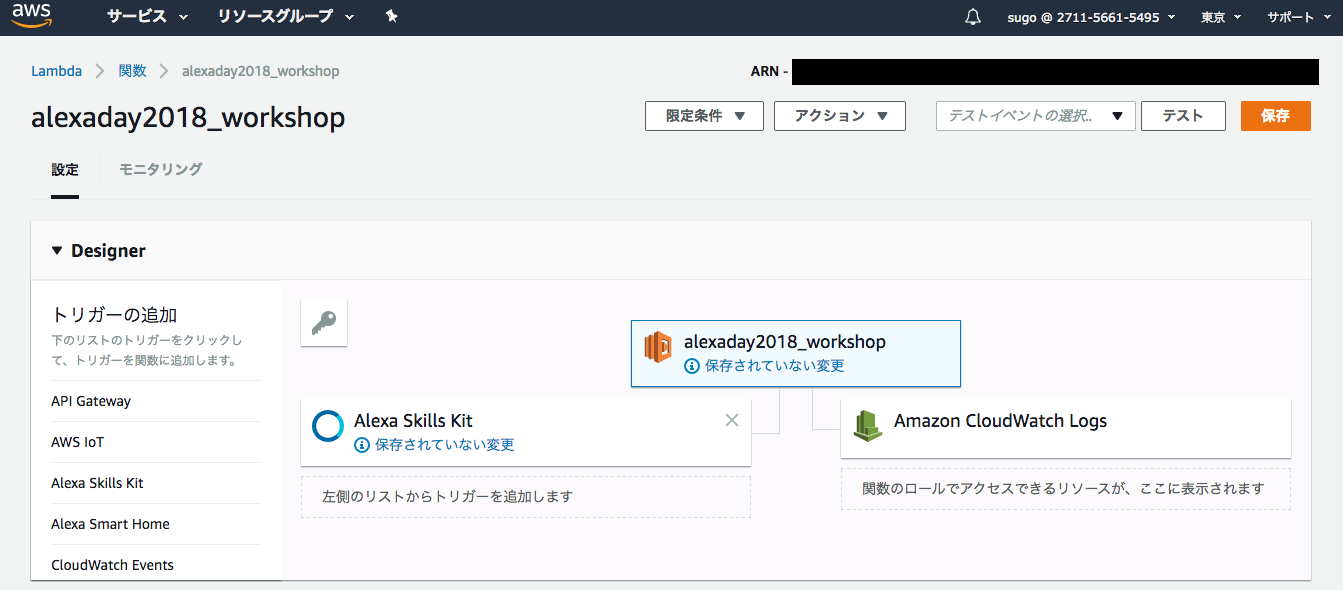 aws サービス リソースグループ sugo @ 2711-5661-5495 東京 サポート
Lambda 関数 alexaday2018_workshop ARN -
alexaday2018_workshop 限定条件 アクション テストイベントの選択.. テスト 保存
設定 モニタリング
Designer
トリガーの追加
下のリストのトリガーをクリックし
て、トリガーを関数に追加します。
API Gateway
AWS IoT
Alexa Skills Kit
Alexa Smart Home
CloudWatch Events
alexaday2018_workshop
保存されていない変更
Alexa Skills Kit
保存されていない変更
左側のリストからトリガーを追加します
Amazon CloudWatch Logs
関数のロールでアクセスできるリソースが、ここに表示されます